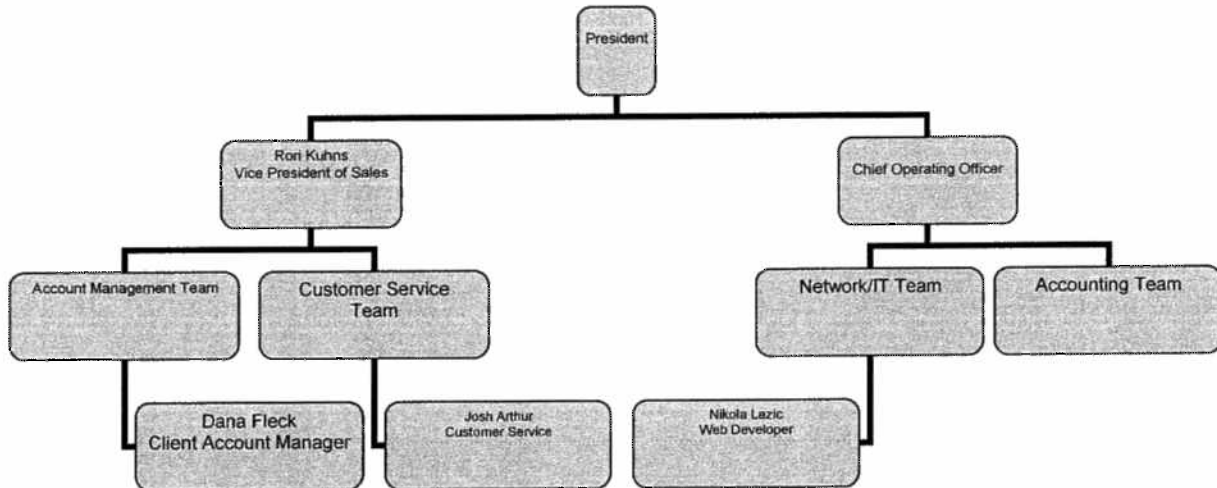 President
Rori Kuhns
Vice President of Sales
Chief Operating Officer
Account Management Team
Customer Service
Team
Network/IT Team
Accounting Team
Dana Fleck
Client Account Manager
Josh Arthur
Customer Service
Nikola Lazic
Web Developer